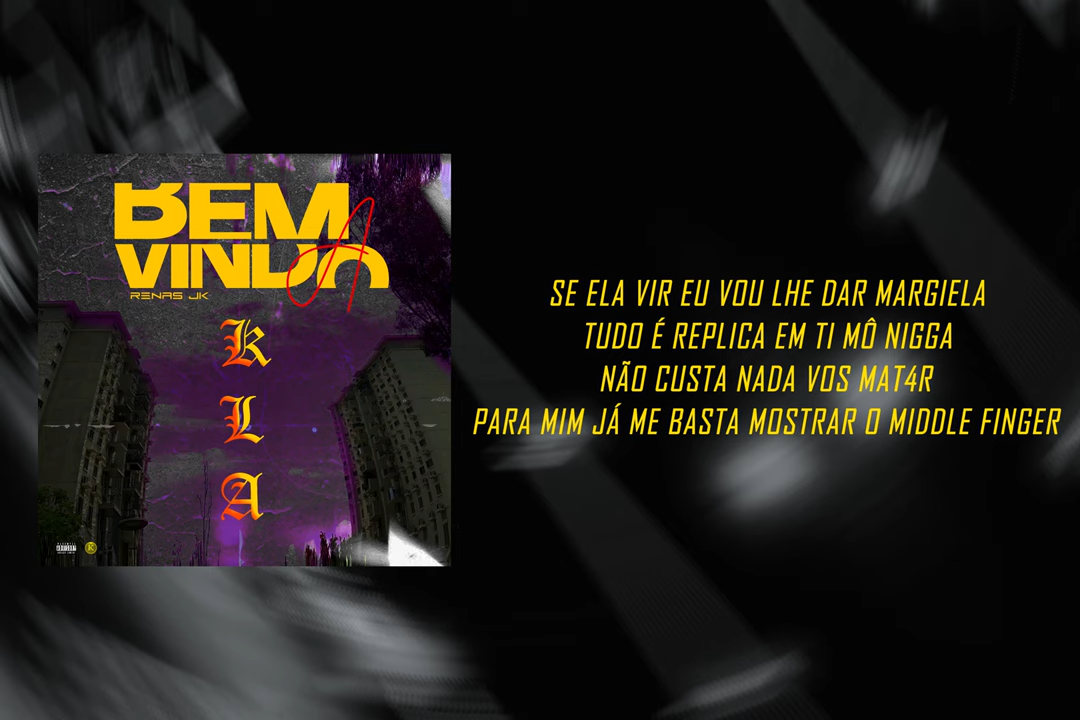 BEM
VINDO
A
RENAS JK
K
L
A
SE ELA VIR EU VOU LHE DAR MARGIELA
TUDO É REPLICA EM TI MÔ NIGGA
NÃO CUSTA NADA VOS MAT4R
PARA MIM JÁ ME BASTA MOSTRAR O MIDDLE FINGER